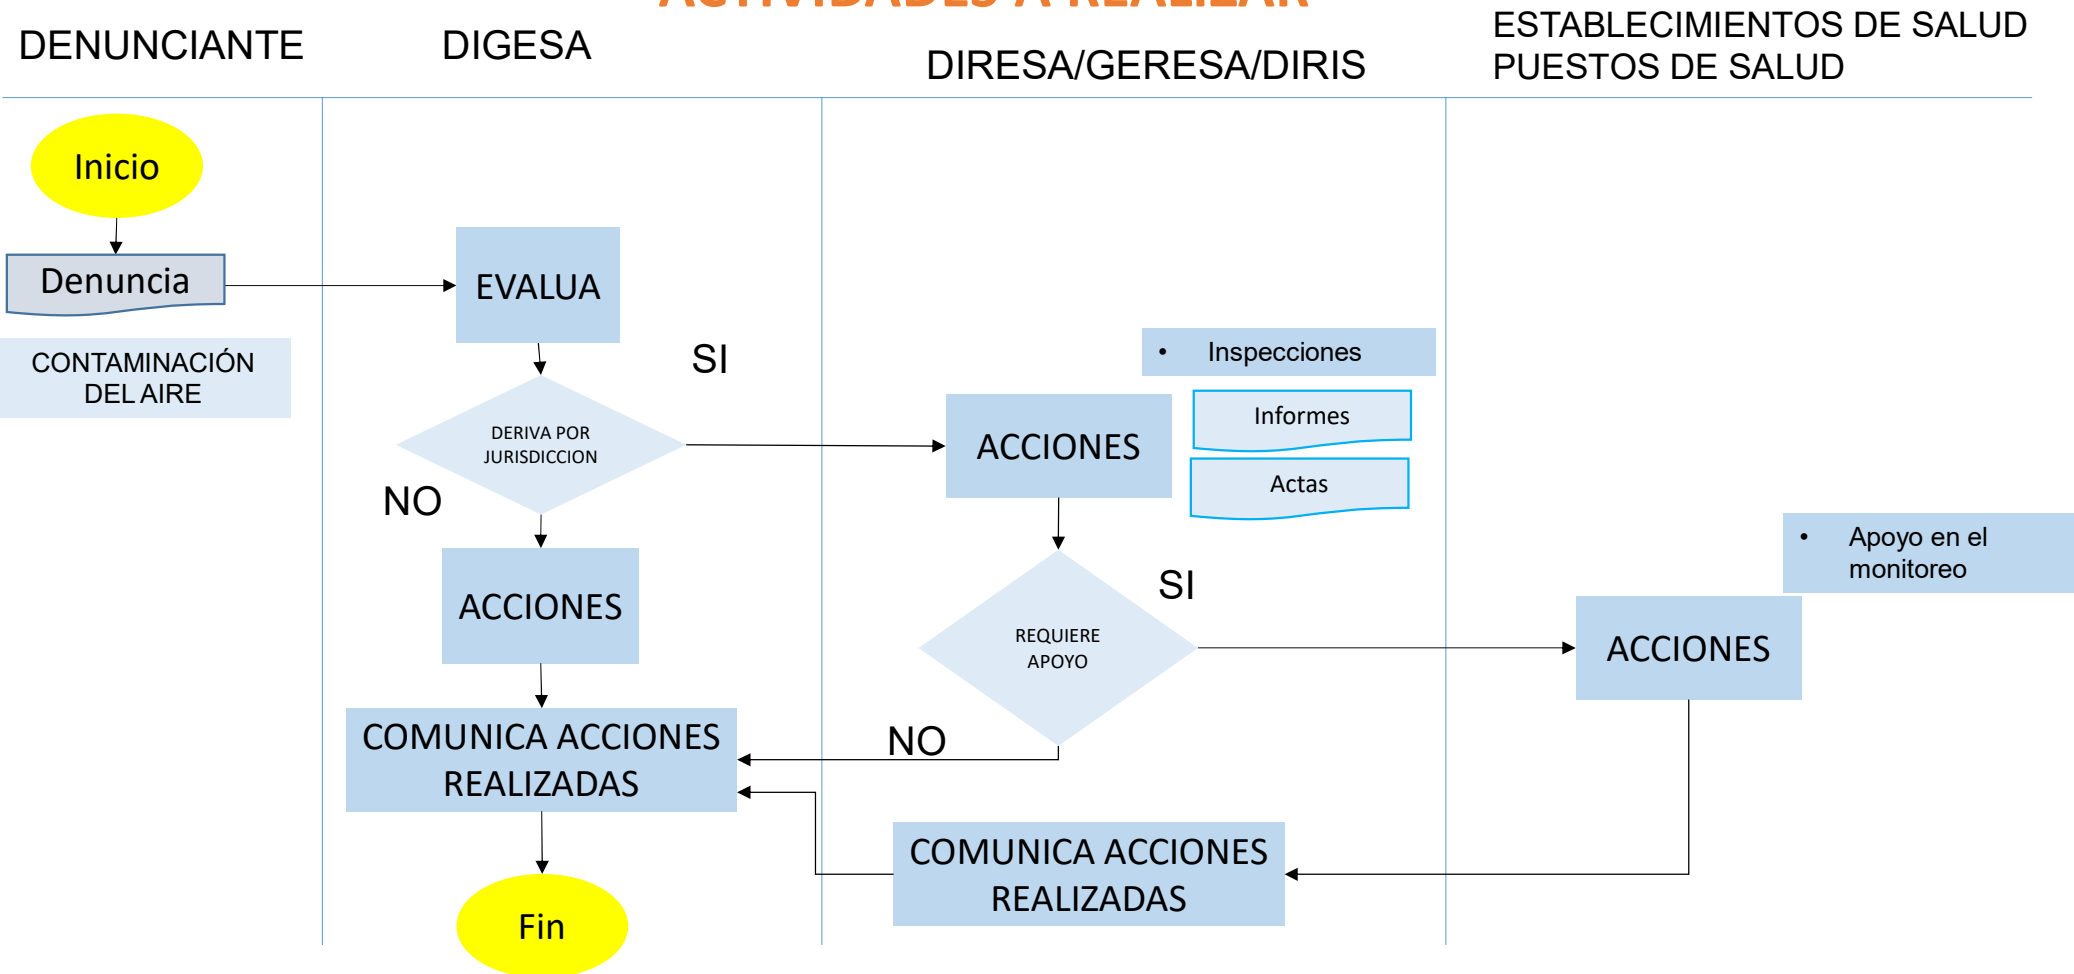 ACTIVIDADES A REALIZAR
DENUNCIANTE
DIGESA
DIRESA/GERESA/DIRIS
ESTABLECIMIENTOS DE SALUD
PUESTOS DE SALUD
Inicio
Denuncia
CONTAMINACIÓN
DEL AIRE
EVALUA
SI
DERIVA POR
JURISDICCION
NO
ACCIONES
COMUNICA ACCIONES
REALIZADAS
Fin
• Inspecciones
Informes
Actas
ACCIONES
SI
REQUIERE
APOYO
NO
COMUNICA ACCIONES
REALIZADAS
• Apoyo en el
monitoreo
ACCIONES